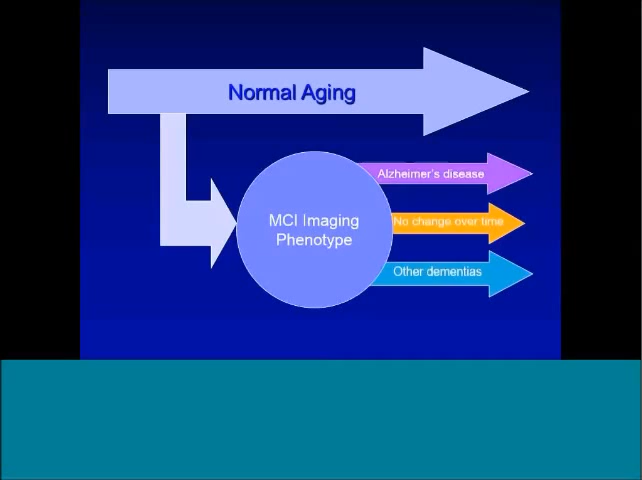 Normal Aging
Alzheimer's disease
MCI Imaging
Phenotype
No change over time
Other dementias